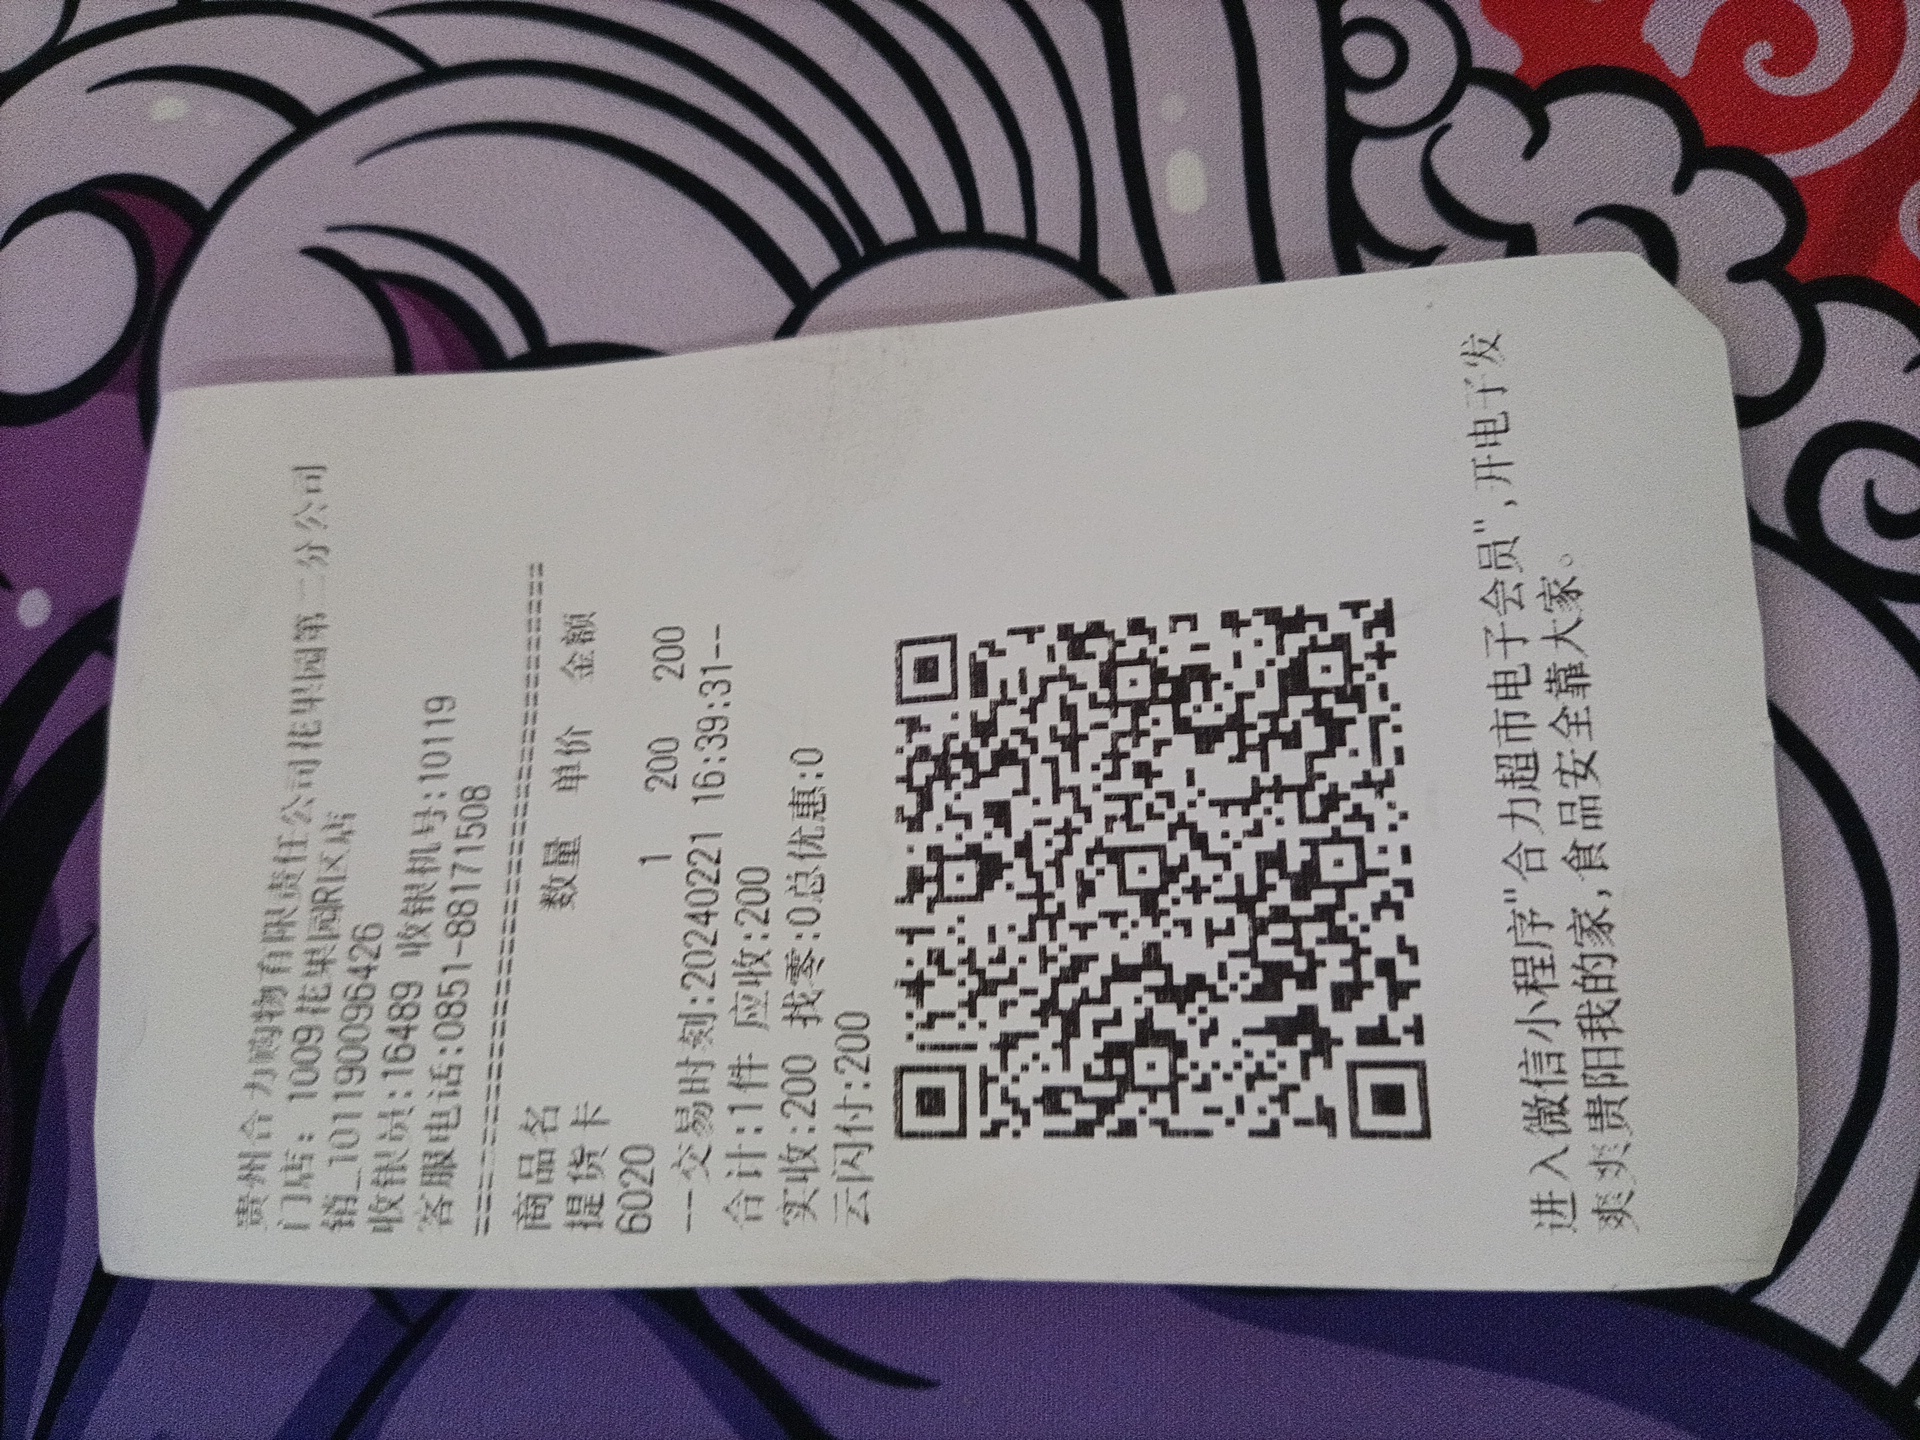 贵州合力购物有限责任公司花果园第二分公司
门店: 1009花果园R区店
销_101190096426
收银员:16489 收银机号:10119
客服电话:0851-88171508
==========================================
商品名 数量 单价 金额
提货卡
6020 1 200 200
--交易时刻:20240221 16:39:31--
合计:1件 应收:200
实收:200 找零:0总优惠:0
云闪付:200
进入微信小程序"合力超市电子会员",开电子发
爽爽贵阳我的家,食品安全靠大家。